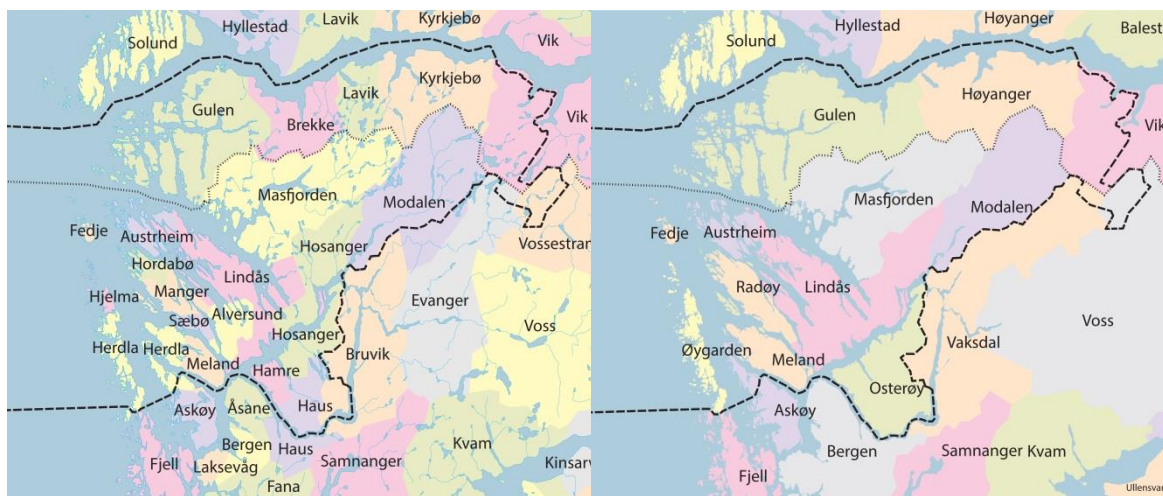 Lavik
Kyrkjebø
Hyllestad
Solund
Vik
Kyrkjebø
Lavik
Gulen
Brekke
Vik
Masfjorden
Modalen
Fedje
Austrheim
Hosanger
Hordabø
Lindås
Manger
Hjelma
Evanger
Sæbø
Alversund
Voss
Hosanger
Herdla
Herdla
Bruvik
Meland
Hamre
Haus
Askøy
Åsane
Bergen
Haus
Kvam
Fjell
Laksevåg
Samnanger
Fana
Hyllestad
Høyanger
Solund
Høyanger
Gulen
Vik
Masfjorden
Modalen
Fedje
Austrheim
Radøy
Lindås
Voss
Øygarden
Vaksdal
Meland
Osterøy
Askøy
Bergen
Samnanger
Kvam
Fjell